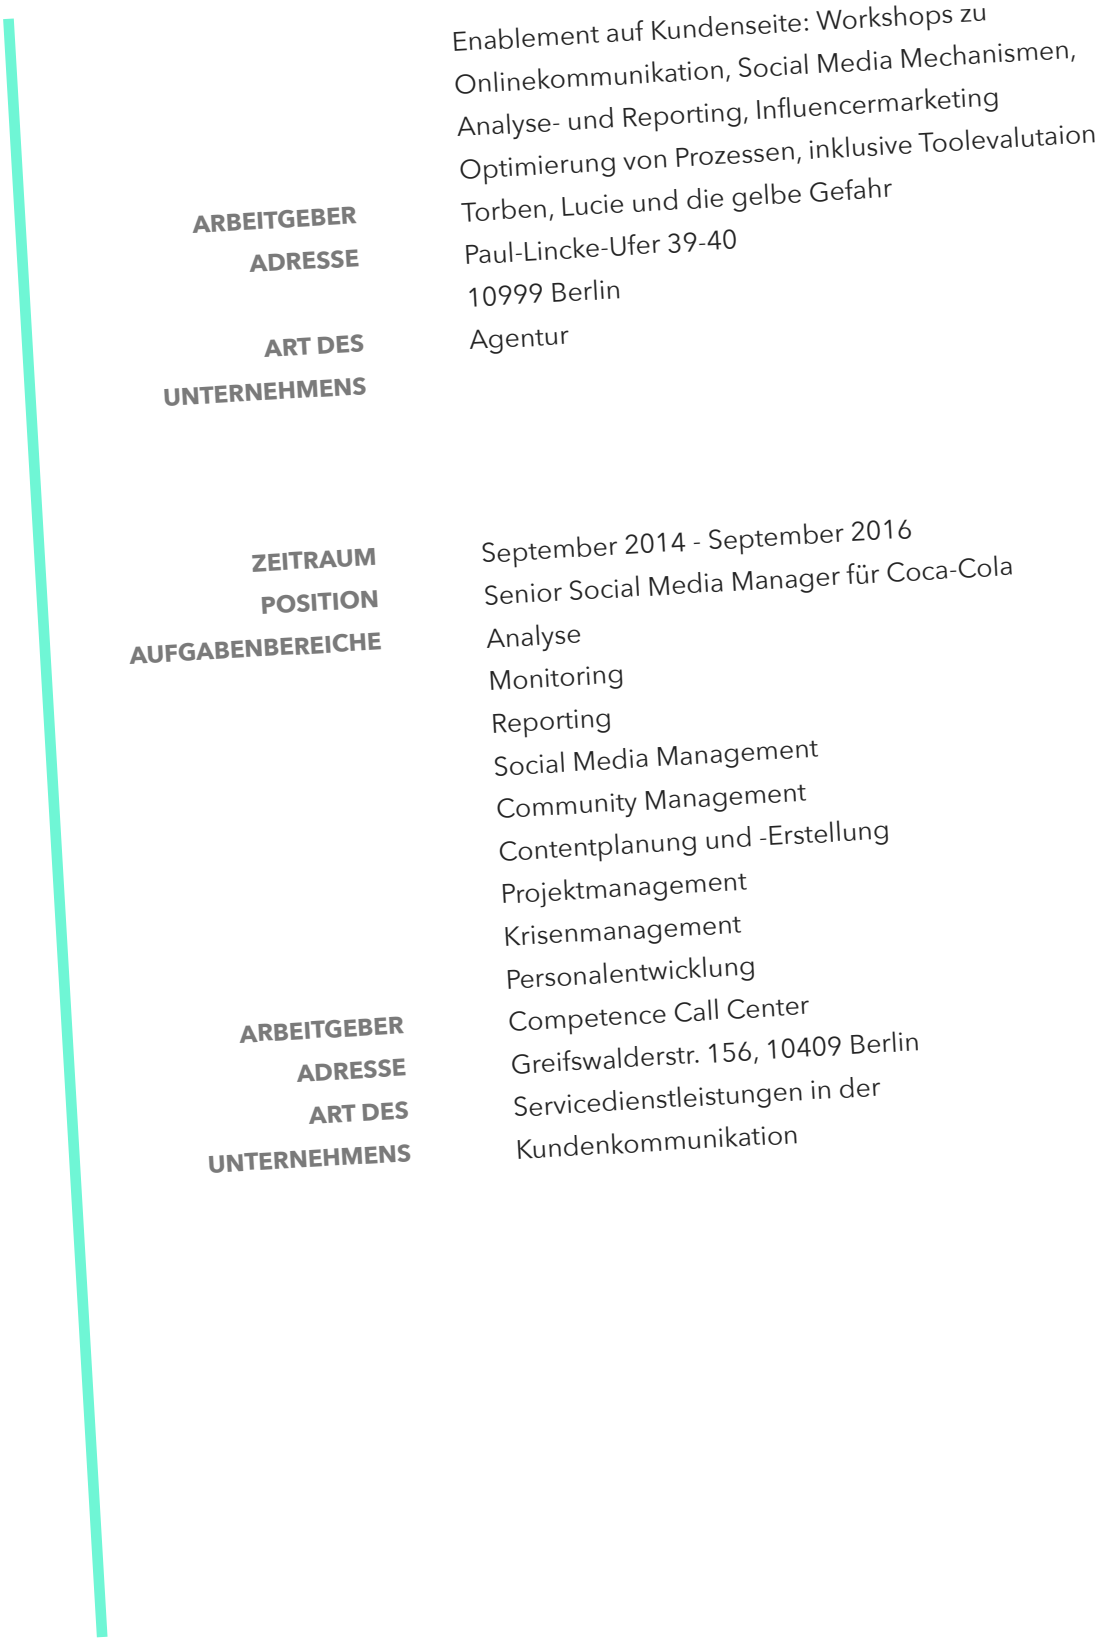 Enablement auf Kundenseite: Workshops zu
Onlinekommunikation, Social Media Mechanismen,
Analyse- und Reporting, Influencermarketing
Optimierung von Prozessen, inklusive Toolevalutaion
ARBEITGEBER Torben, Lucie und die gelbe Gefahr
ADRESSE Paul-Lincke-Ufer 39-40
10999 Berlin
ART DES Agentur
UNTERNEHMENS
ZEITRAUM September 2014 - September 2016
POSITION Senior Social Media Manager für Coca-Cola
AUFGABENBEREICHE Analyse
Monitoring
Reporting
Social Media Management
Community Management
Contentplanung und -Erstellung
Projektmanagement
Krisenmanagement
Personalentwicklung
ARBEITGEBER Competence Call Center
ADRESSE Greifswalderstr. 156, 10409 Berlin
ART DES Servicedienstleistungen in der
UNTERNEHMENS Kundenkommunikation